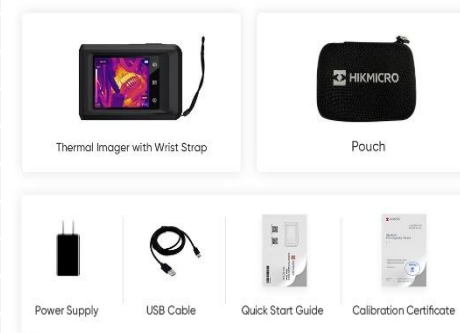 Thermal Imager with Wrist Strap
HIKMICRO
Pouch
Power Supply
USB Cable
Quick Start Guide
Calibration Certificate